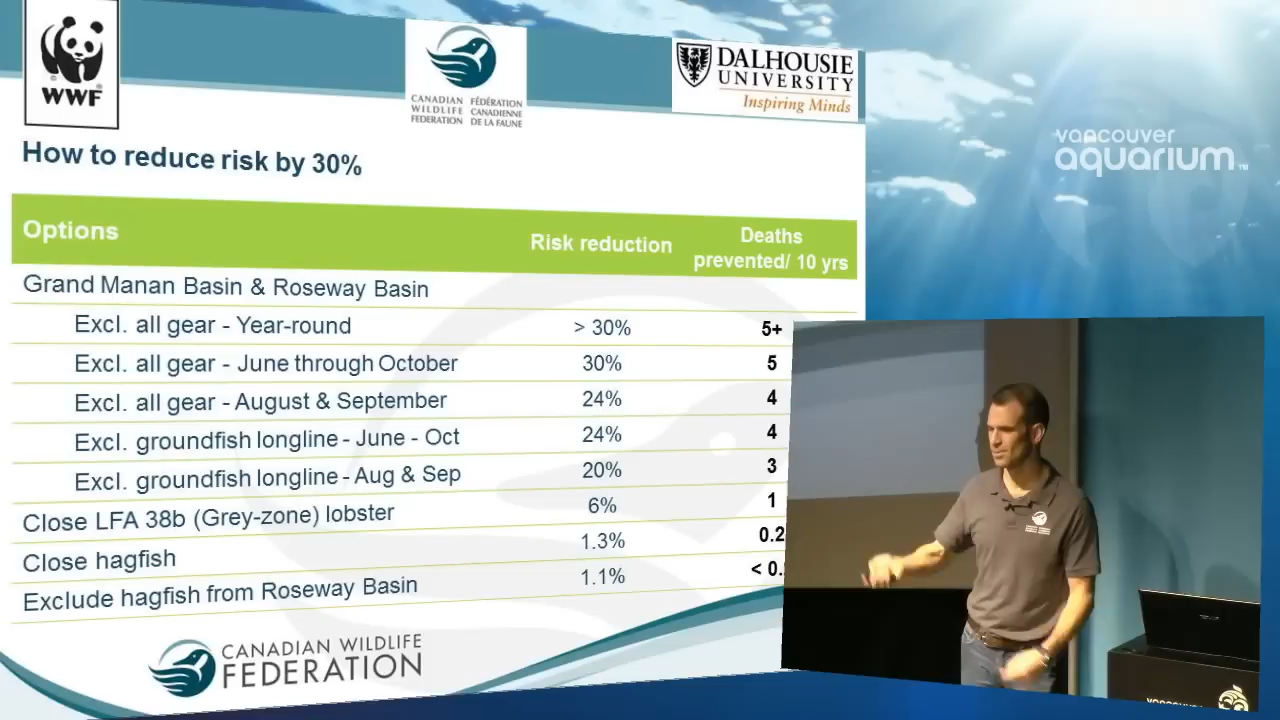 WWF
CANADIAN WILDLIFE FEDERATION
FÉDÉRATION CANADIENNE DE LA FAUNE
DALHOUSIE UNIVERSITY
Inspiring Minds
vancouver
aquarium™
How to reduce risk by 30%
Options Risk reduction Deaths prevented/ 10 yrs
Grand Manan Basin & Roseway Basin
Excl. all gear - Year-round > 30% 5+
Excl. all gear - June through October 30% 5
Excl. all gear - August & September 24% 4
Excl. groundfish longline - June - Oct 24% 4
Excl. groundfish longline - Aug & Sep 20% 3
Close LFA 38b (Grey-zone) lobster 6% 1
Close hagfish 1.3% 0.2
Exclude hagfish from Roseway Basin 1.1% < 0.
CANADIAN WILDLIFE
FEDERATION
VANCOUVER